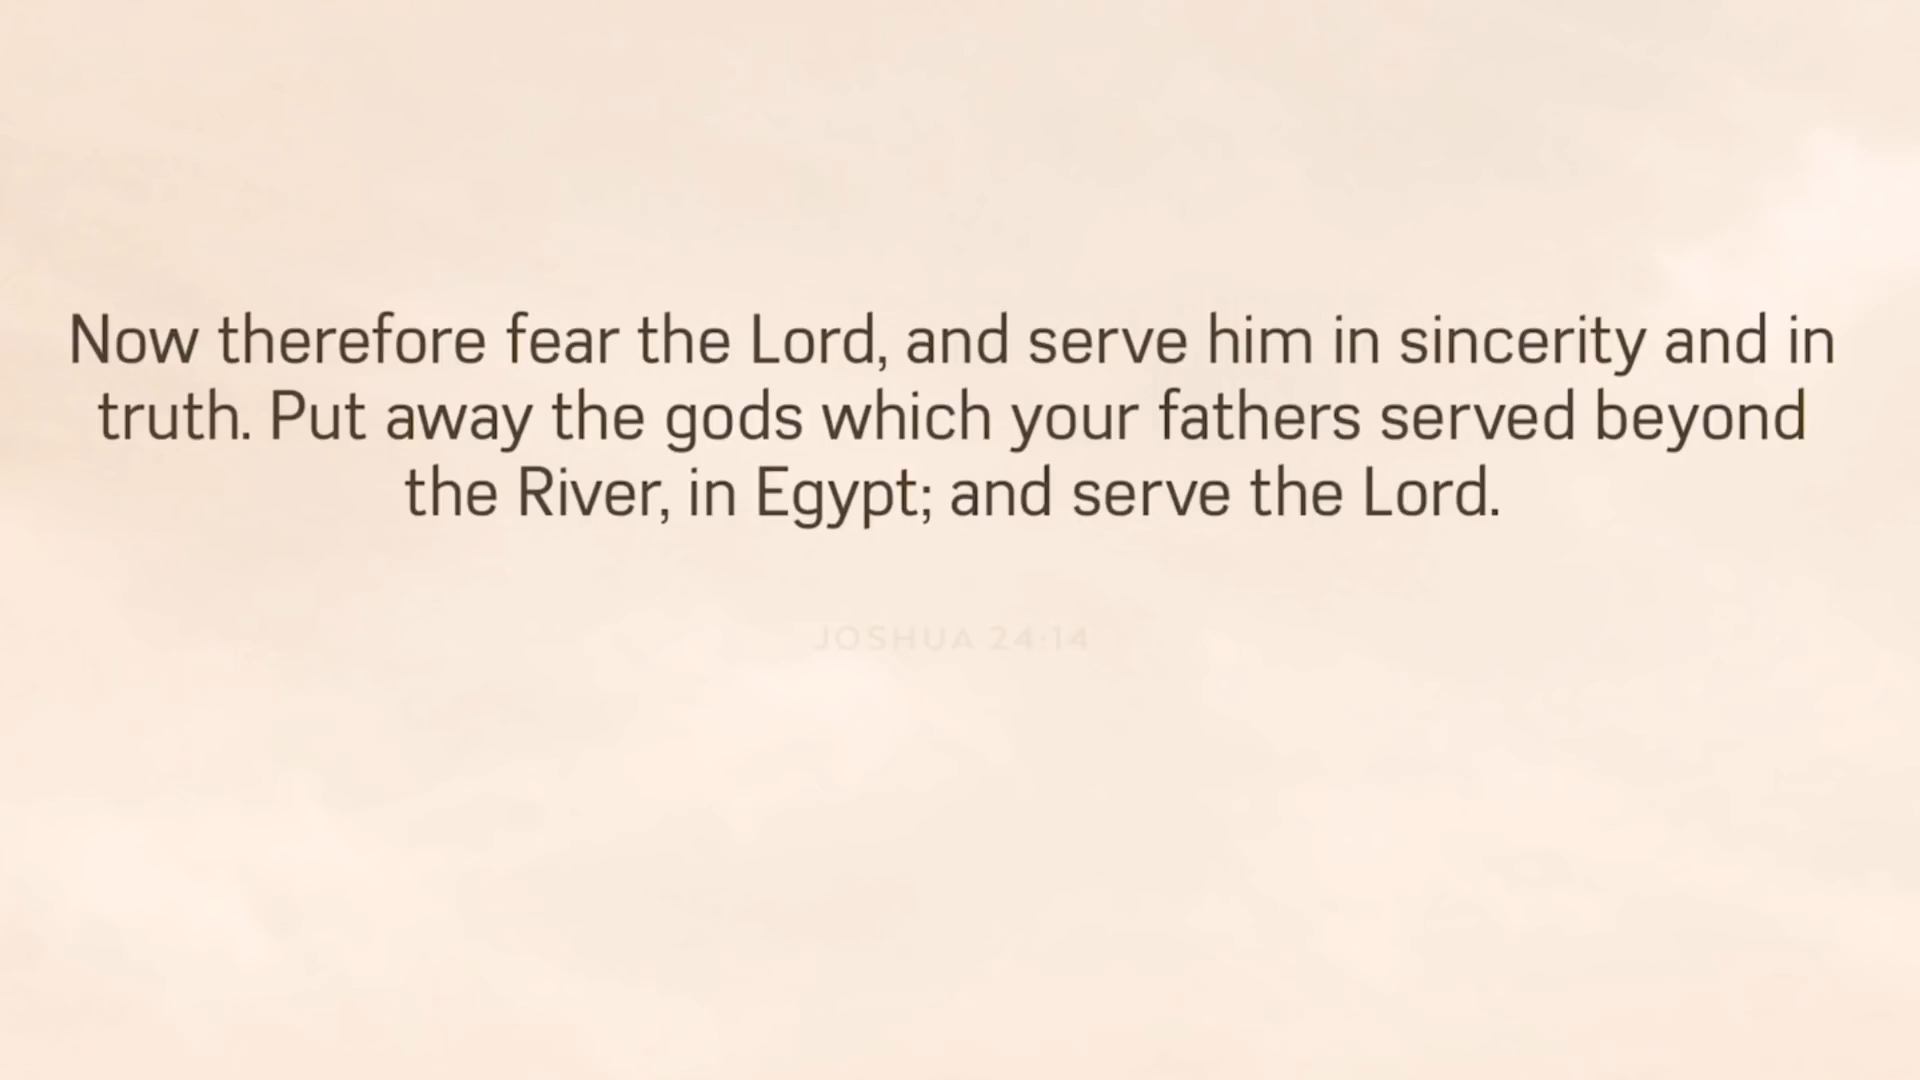 Now therefore fear the Lord, and serve him in sincerity and in
truth. Put away the gods which your fathers served beyond
the River, in Egypt; and serve the Lord.
JOSHUA 24:14